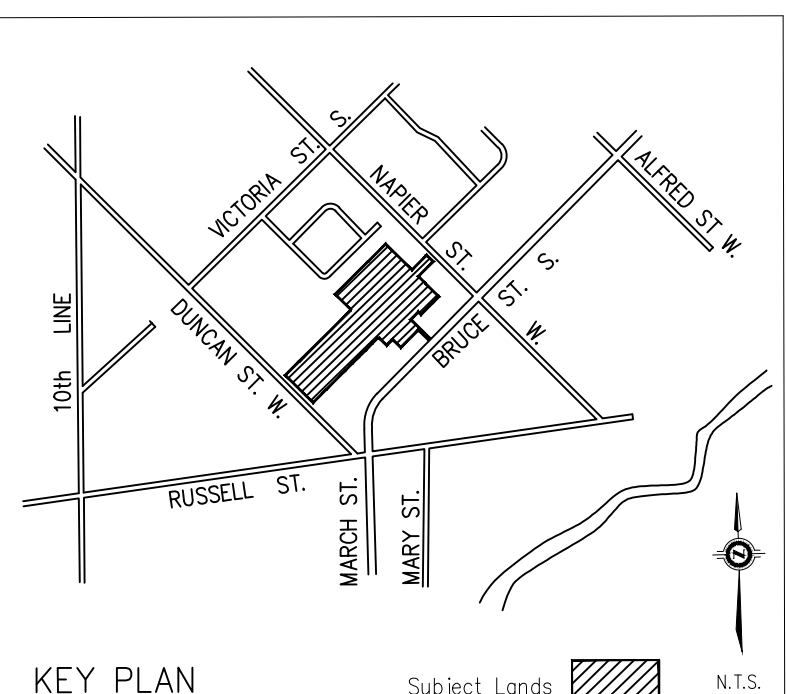 VICTORIA ST. S.
NAPIER ST. W.
ALFRED ST W.
BRUCE ST. S.
DUNCAN ST. W.
10th LINE
RUSSELL ST.
MARCH ST.
MARY ST.
N
KEY PLAN
Subject Lands
N.T.S.